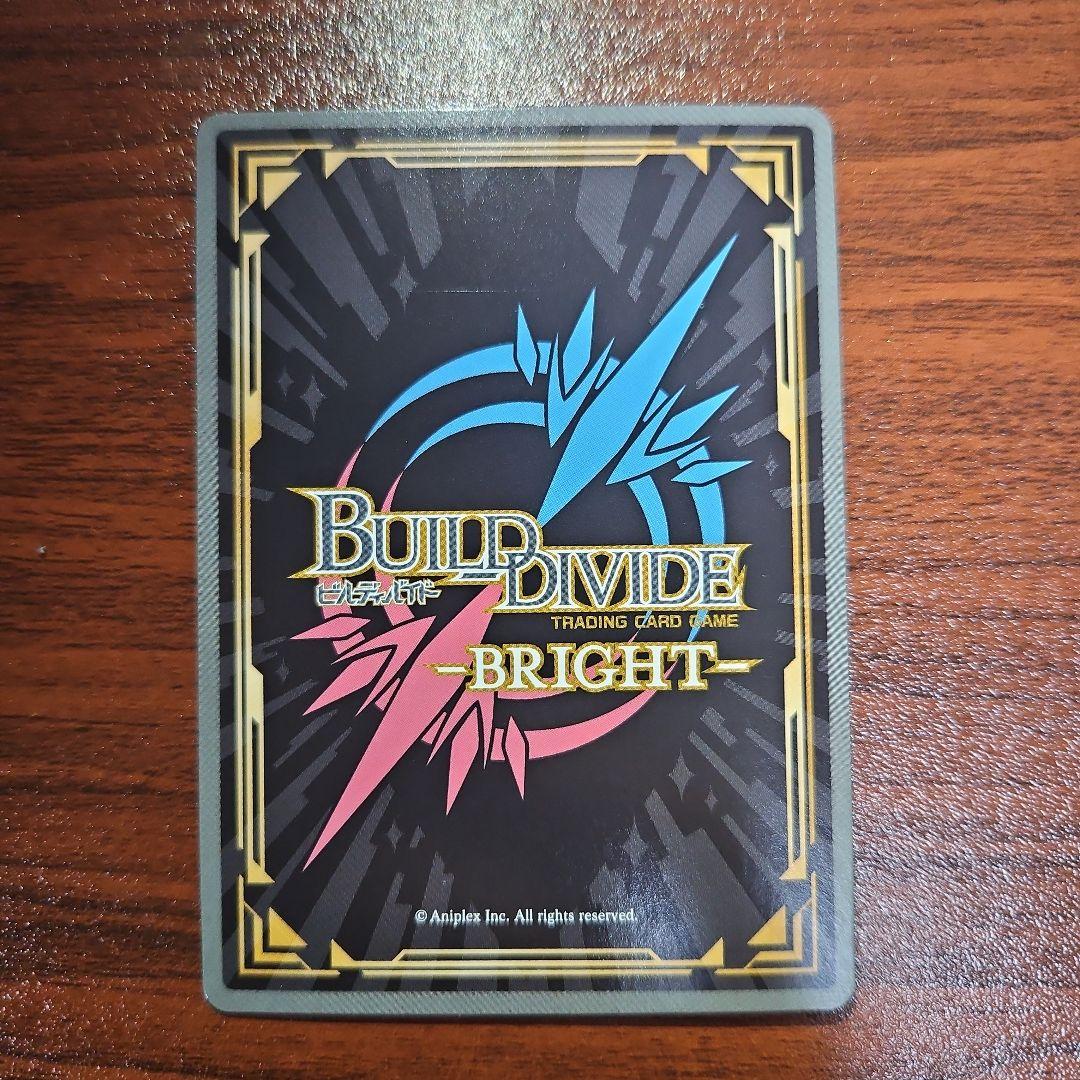 BUILD DIVIDE
ビルディバイド
TRADING CARD GAME
-BRIGHT-
© Aniplex Inc. All rights reserved.